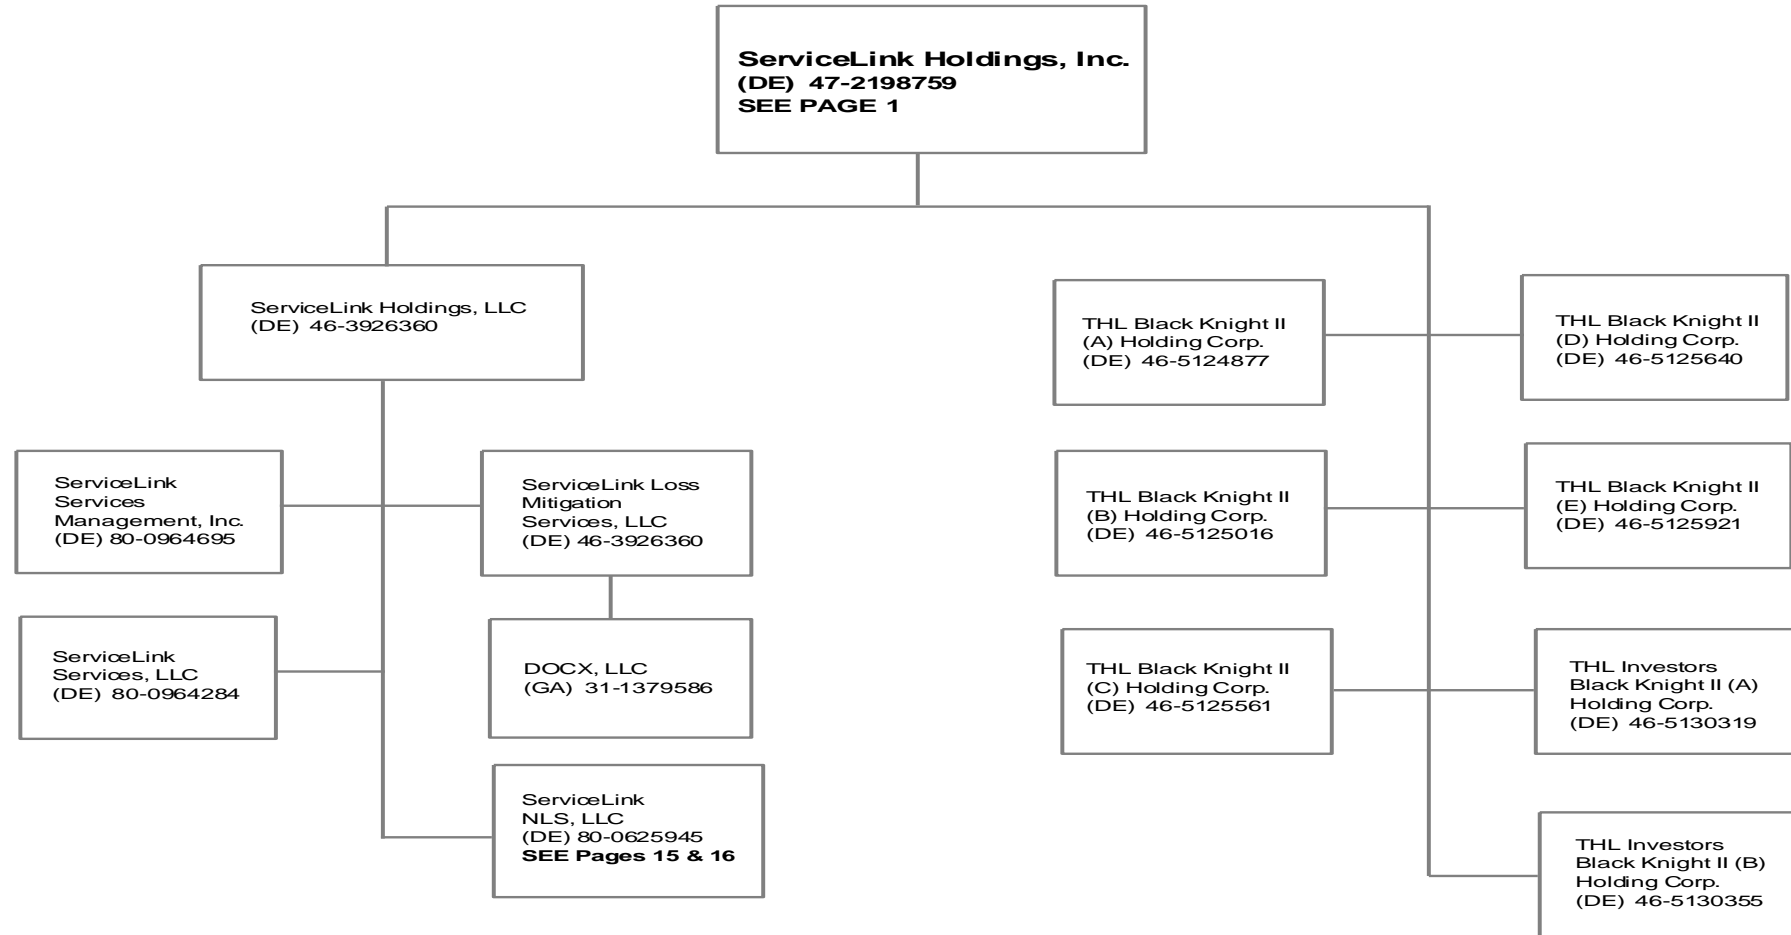 ServiceLink Holdings, Inc.
(DE) 47-2198759
SEE PAGE 1
ServiceLink Holdings, LLC
(DE) 46-3926360
THL Black Knight II
(A) Holding Corp.
(DE) 46-5124877
THL Black Knight II
(D) Holding Corp.
(DE) 46-5125640
ServiceLink
Services
Management, Inc.
(DE) 80-0964695
ServiceLink Loss
Mitigation
Services, LLC
(DE) 46-3926360
THL Black Knight II
(B) Holding Corp.
(DE) 46-5125016
THL Black Knight II
(E) Holding Corp.
(DE) 46-5125921
ServiceLink
Services, LLC
(DE) 80-0964284
DOCX, LLC
(GA) 31-1379586
THL Black Knight II
(C) Holding Corp.
(DE) 46-5125561
THL Investors
Black Knight II (A)
Holding Corp.
(DE) 46-5130319
ServiceLink
NLS, LLC
(DE) 80-0625945
SEE Pages 15 & 16
THL Investors
Black Knight II (B)
Holding Corp.
(DE) 46-5130355